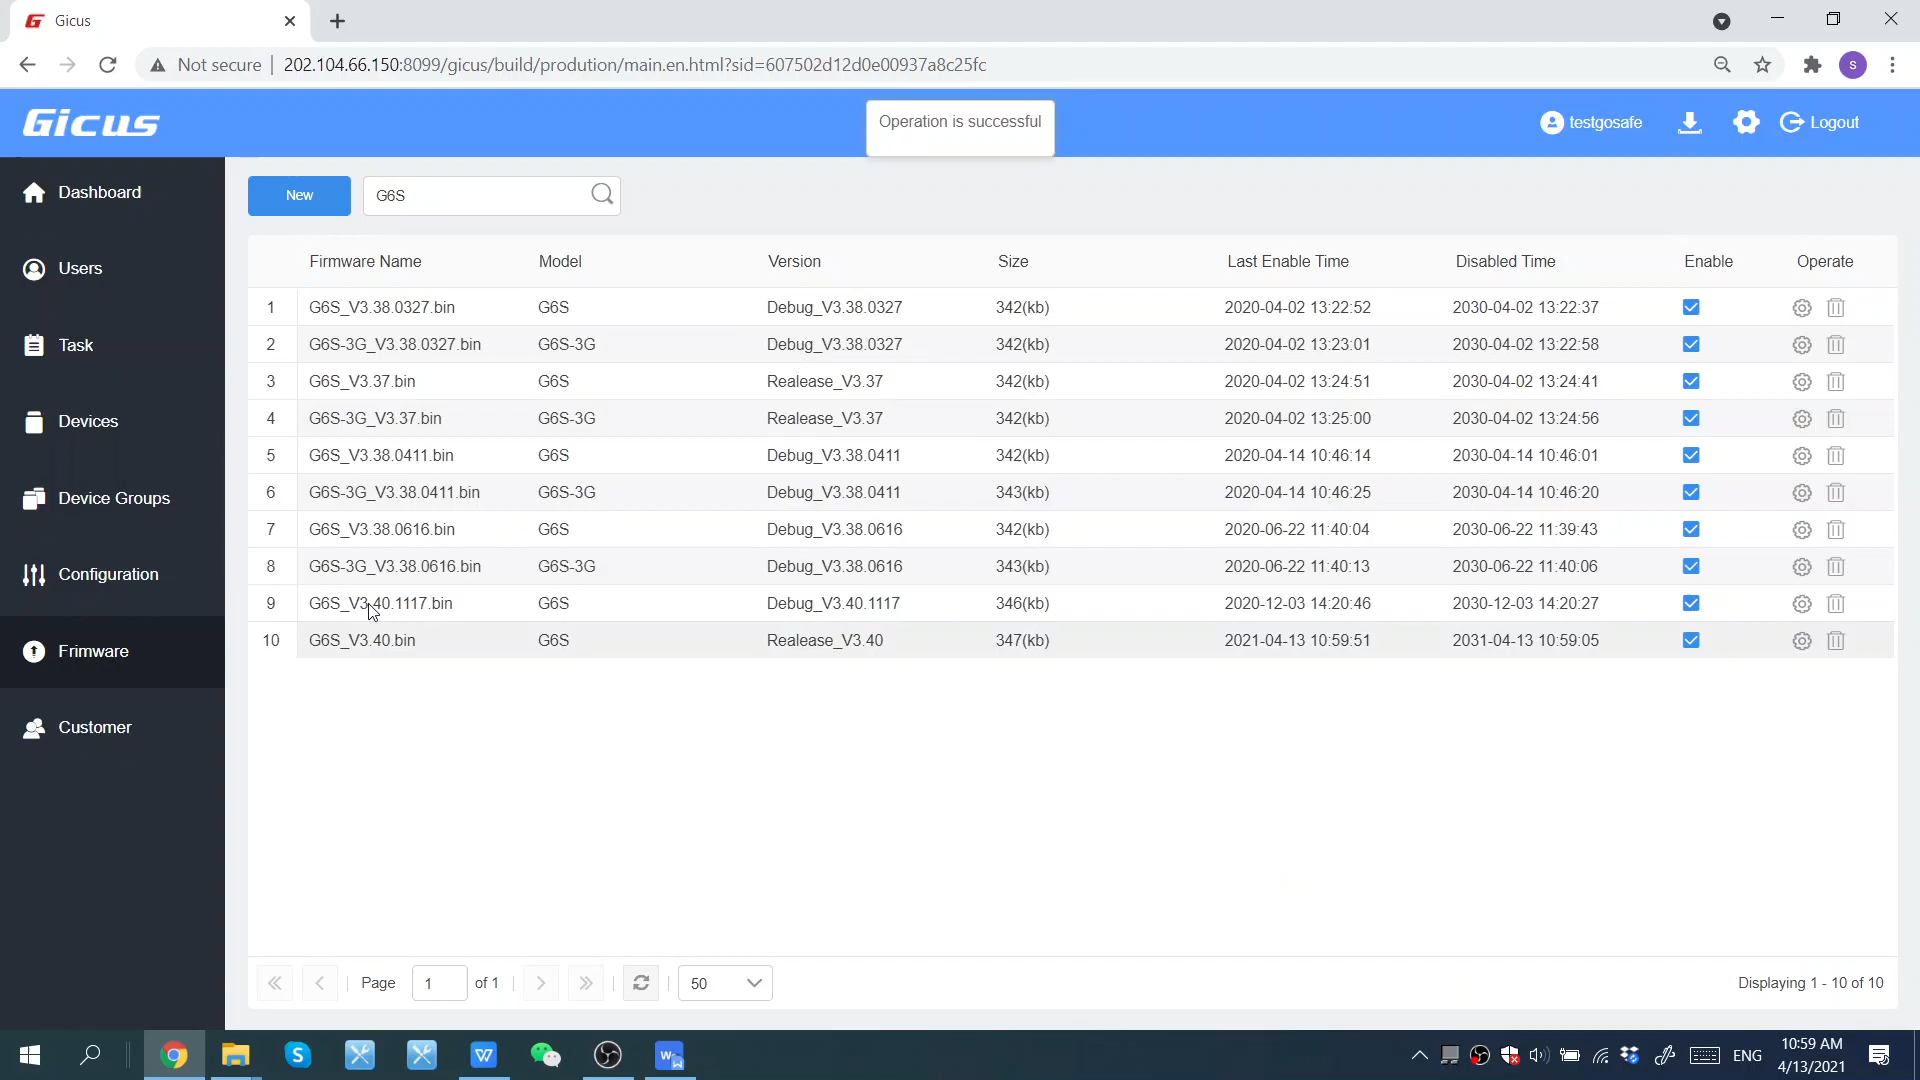 Gicus
Not secure | 202.104.66.150:8099/gicus/build/prodution/main.en.html?sid=607502d12d0e00937a8c25fc
S
Gicus
Operation is successful
testgosafe
Logout
Dashboard
Users
Task
Devices
Device Groups
Configuration
Frimware
Customer
New
G6S
Firmware Name Model Version Size Last Enable Time Disabled Time Enable Operate
1 G6S_V3.38.0327.bin G6S Debug_V3.38.0327 342(kb) 2020-04-02 13:22:52 2030-04-02 13:22:37
2 G6S-3G_V3.38.0327.bin G6S-3G Debug_V3.38.0327 342(kb) 2020-04-02 13:23:01 2030-04-02 13:22:58
3 G6S_V3.37.bin G6S Realease_V3.37 342(kb) 2020-04-02 13:24:51 2030-04-02 13:24:41
4 G6S-3G_V3.37.bin G6S-3G Realease_V3.37 342(kb) 2020-04-02 13:25:00 2030-04-02 13:24:56
5 G6S_V3.38.0411.bin G6S Debug_V3.38.0411 342(kb) 2020-04-14 10:46:14 2030-04-14 10:46:01
6 G6S-3G_V3.38.0411.bin G6S-3G Debug_V3.38.0411 343(kb) 2020-04-14 10:46:25 2030-04-14 10:46:20
7 G6S_V3.38.0616.bin G6S Debug_V3.38.0616 342(kb) 2020-06-22 11:40:04 2030-06-22 11:39:43
8 G6S-3G_V3.38.0616.bin G6S-3G Debug_V3.38.0616 343(kb) 2020-06-22 11:40:13 2030-06-22 11:40:06
9 G6S_V3.40.1117.bin G6S Debug_V3.40.1117 346(kb) 2020-12-03 14:20:46 2030-12-03 14:20:27
10 G6S_V3.40.bin G6S Realease_V3.40 347(kb) 2021-04-13 10:59:51 2031-04-13 10:59:05
Page 1 of 1 50 Displaying 1 - 10 of 10
ENG
10:59 AM
4/13/2021